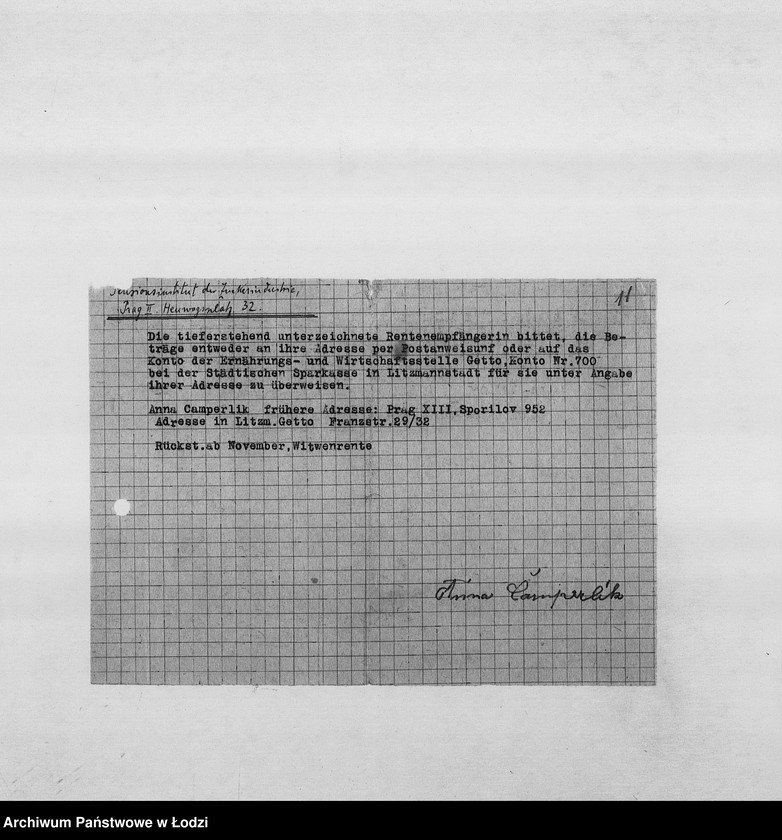 Pensionsinstitut der Zuckerindustrie,
Prag II. Heuwagsplatz 32.
11
Die tieferstehend unterzeichnete Rentenempfängerin bittet, die Be-
träge entweder an ihre Adresse per Postanweisunf oder auf das
Konto der Ernährungs- und Wirtschaftsstelle Getto,Konto Nr.700
bei der Städtischen Sparkasse in Litzmannstadt für sie unter Angabe
ihrer Adresse zu überweisen.
Anna Camperlik frühere Adresse: Prag XIII,Sporilov 952
Adresse in Litzm.Getto Franzstr.29/32
Rückst.ab November,Witwenrente
Anna Čamperlík
Archiwum Państwowe w Łodzi